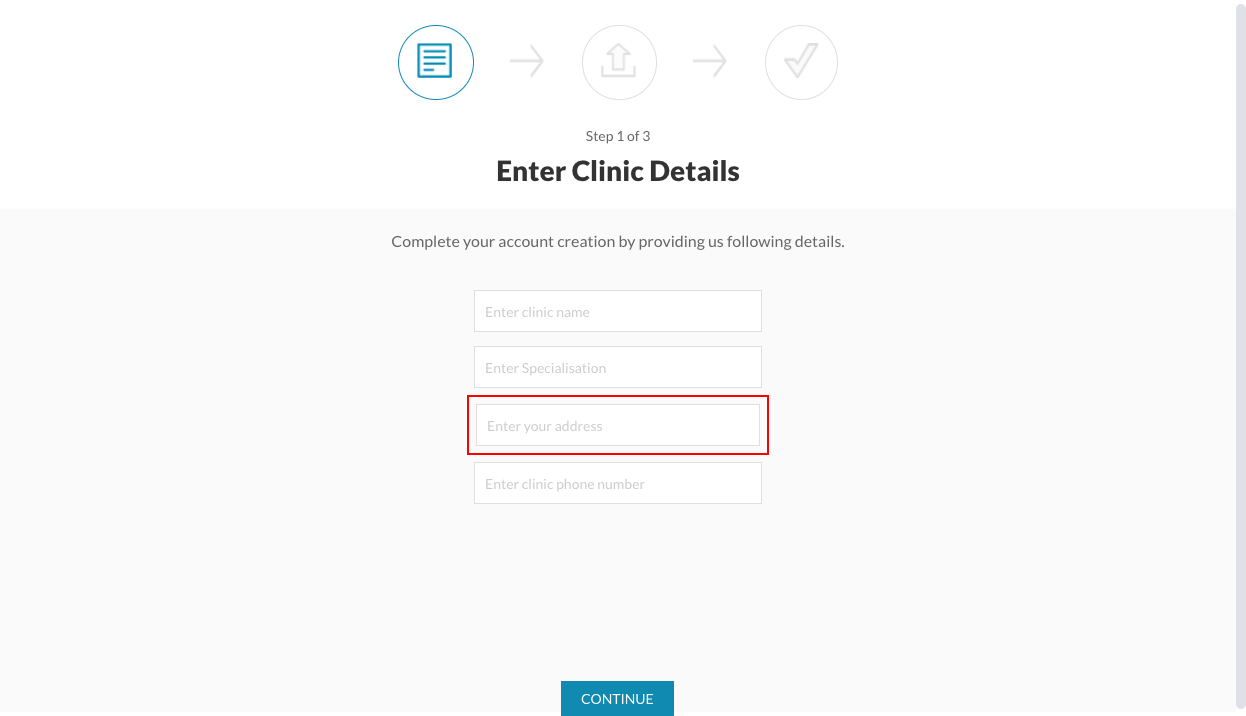 Step 1 of 3
Enter Clinic Details
Complete your account creation by providing us following details.
Enter clinic name
Enter Specialisation
Enter your address
Enter clinic phone number
CONTINUE